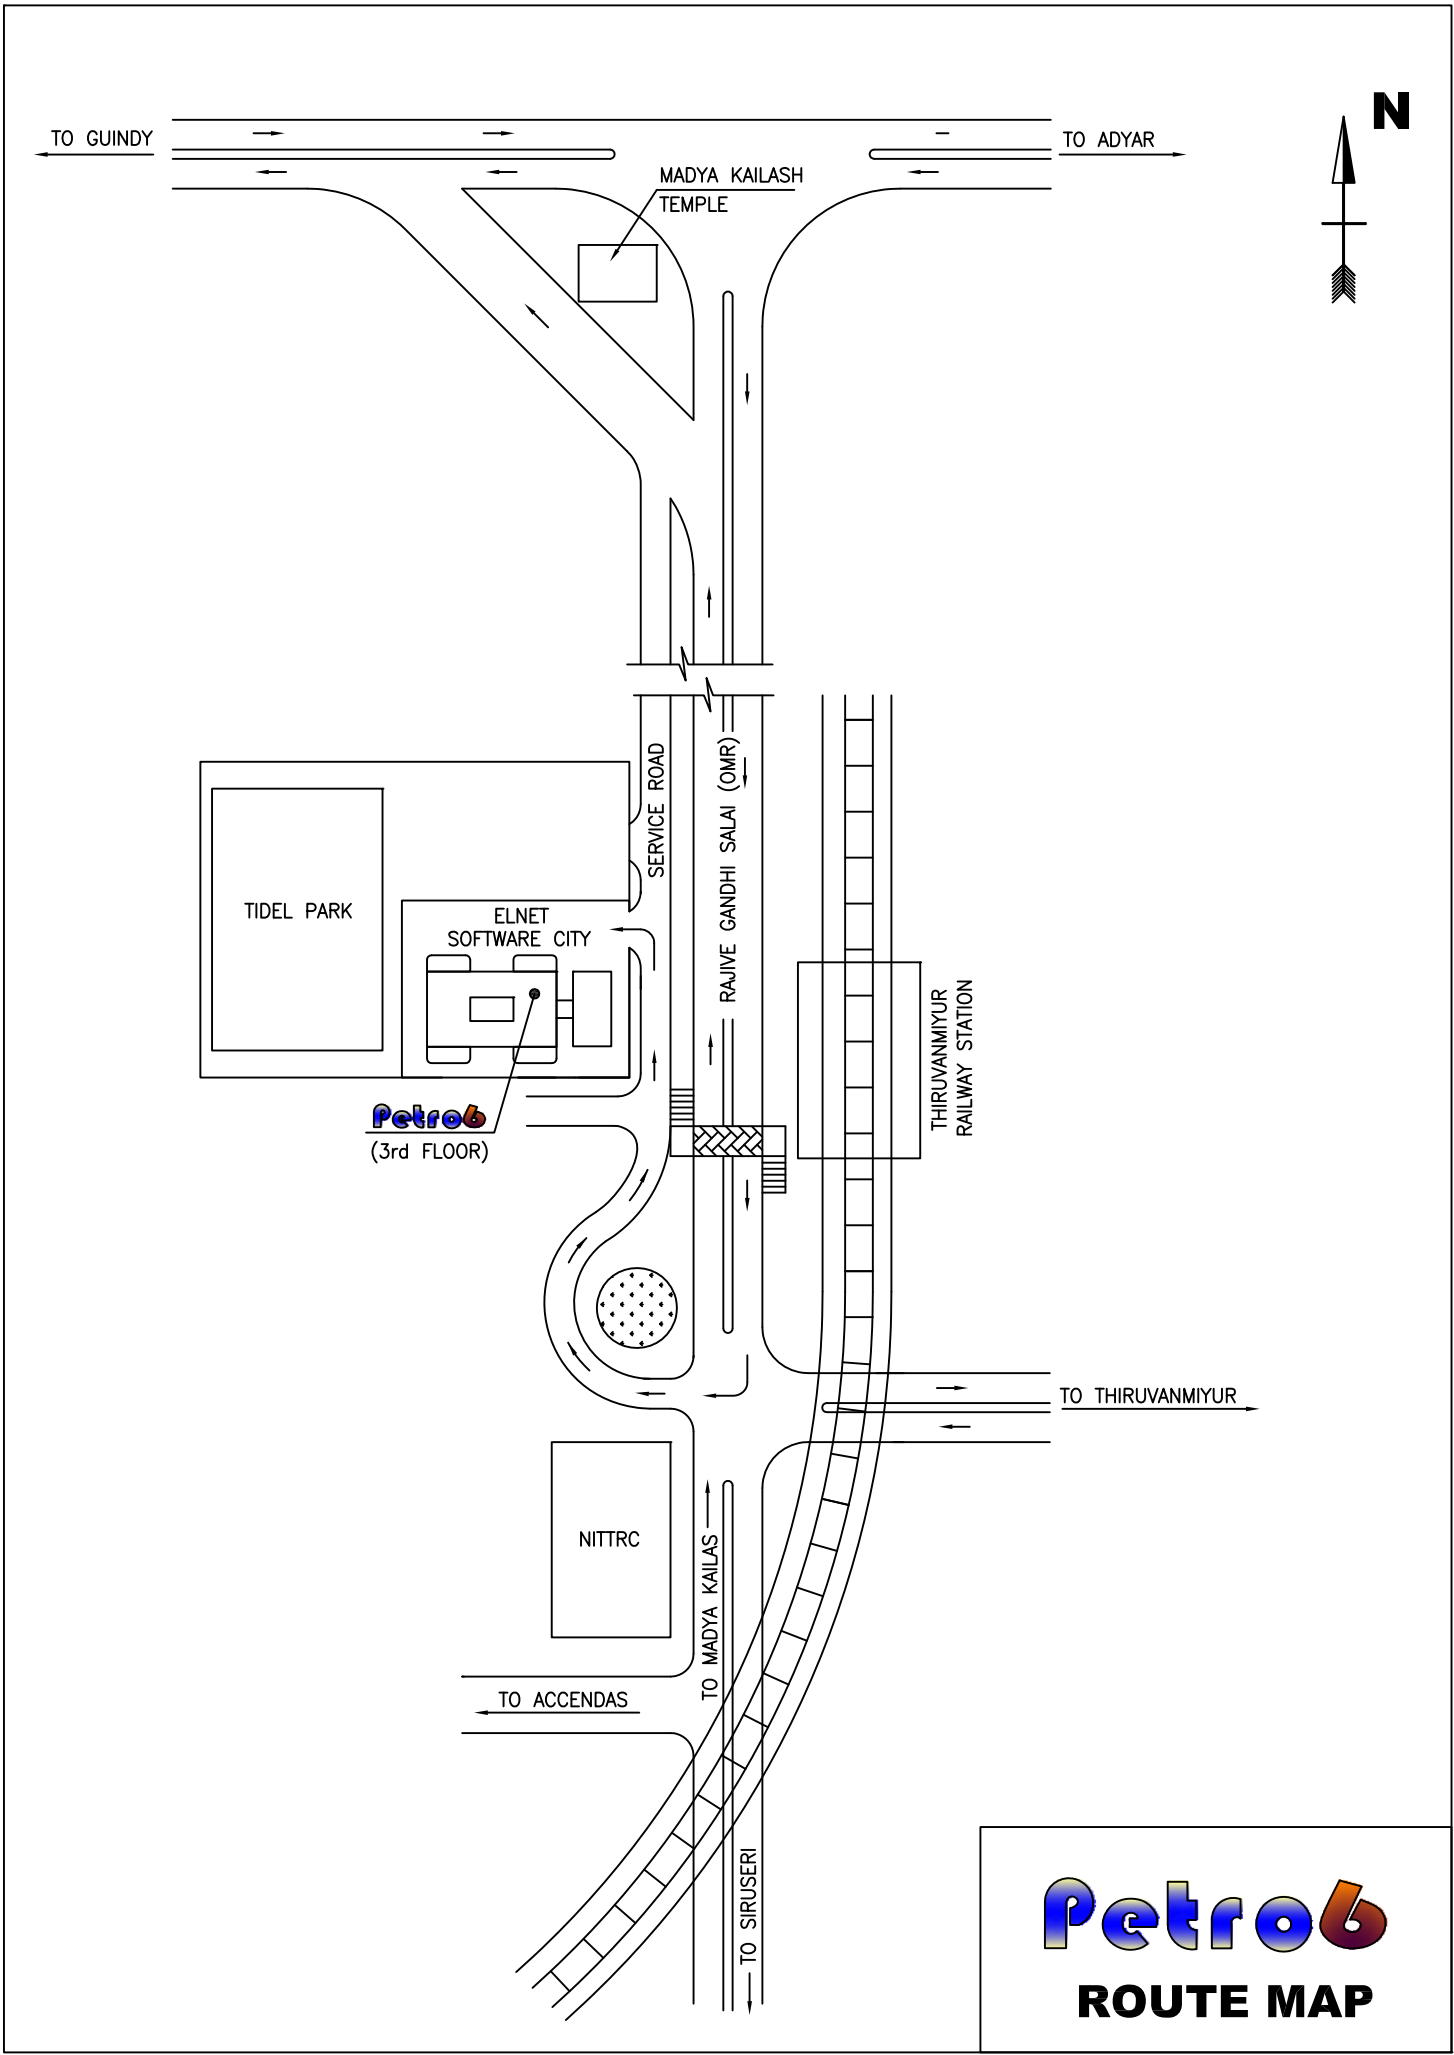 N
TO GUINDY
TO ADYAR
MADYA KAILASH
TEMPLE
SERVICE ROAD
RAJIVE GANDHI SALAI (OMR)
TIDEL PARK
ELNET
SOFTWARE CITY
THIRUVANMIYUR
RAILWAY STATION
Petro6
(3rd FLOOR)
TO THIRUVANMIYUR
NITTRC
TO MADYA KAILAS
TO ACCENDAS
TO SIRUSERI
Petro6
ROUTE MAP